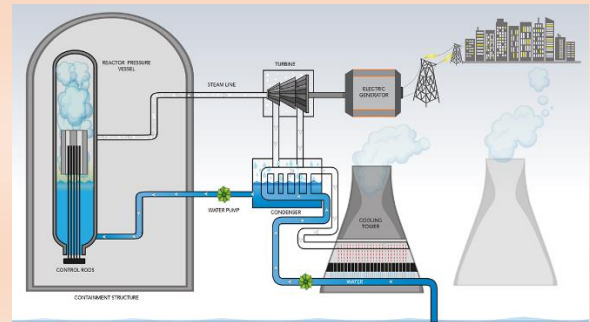 REACTOR PRESSURE
VESSEL
STEAM LINE
TURBINE
ELECTRIC
GENERATOR
WATER PUMP
CONDENSER
COOLING
TOWER
WATER
CONTROL RODS
CONTAINMENT STRUCTURE